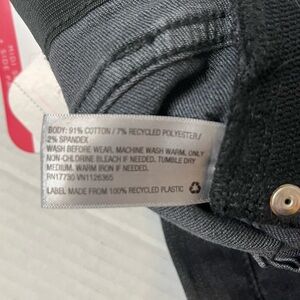 BODY: 91% COTTON / 7% RECYCLED POLYESTER/
2% SPANDEX
WASH BEFORE WEAR. MACHINE WASH WARM, ONLY
NON-CHLORINE BLEACH IF NEEDED. TUMBLE DRY
MEDIUM. WARM IRON IF NEEDED.
RN17730 VN1126365
LABEL MADE FROM 100% RECYCLED PLASTIC